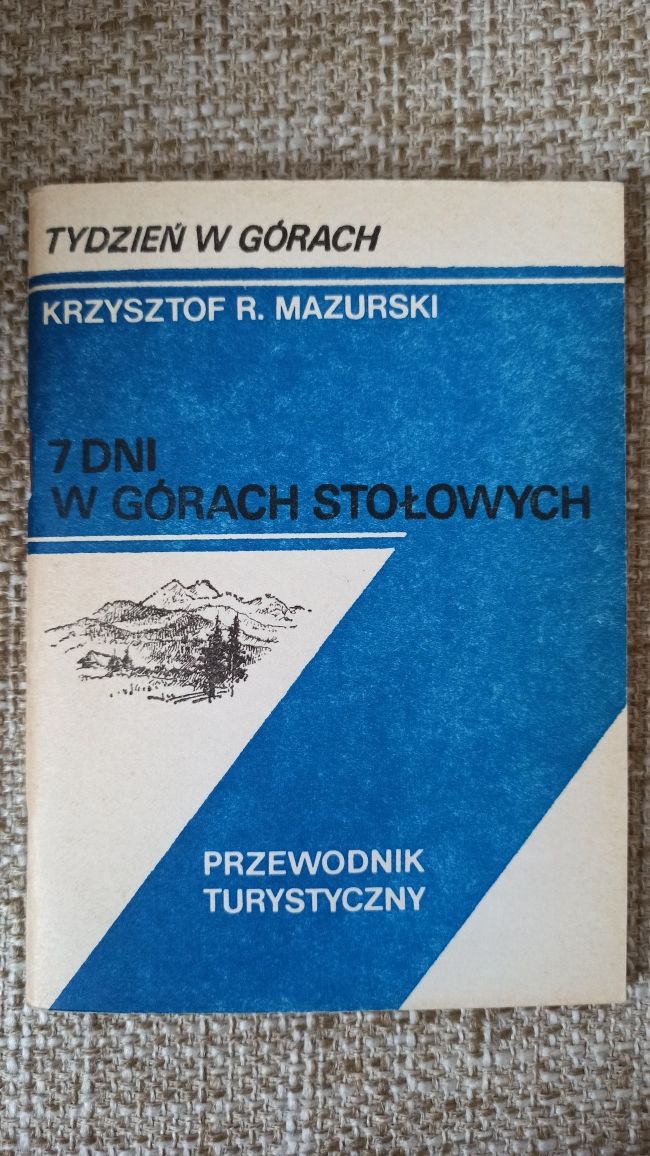 TYDZIEŃ W GÓRACH
KRZYSZTOF R. MAZURSKI
7 DNI
W GÓRACH STOŁOWYCH
PRZEWODNIK
TURYSTYCZNY